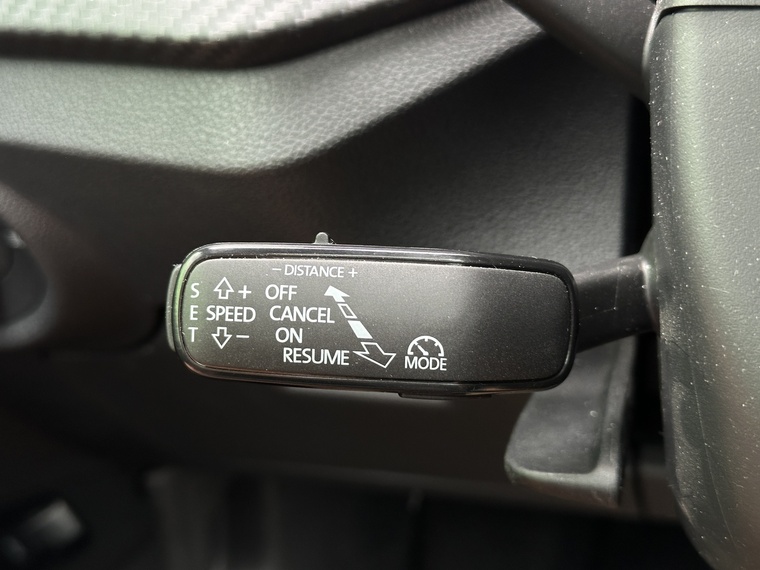 − DISTANCE +
S + OFF
E SPEED CANCEL
T − ON
RESUME
MODE